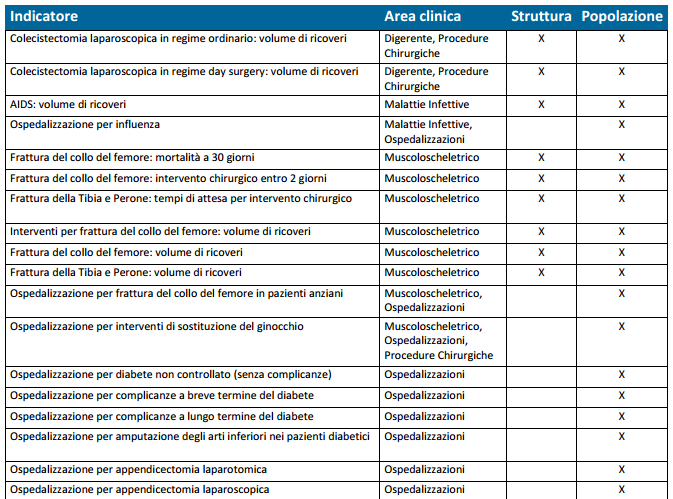 Indicatore Area clinica Struttura Popolazione
Colecistectomia laparoscopica in regime ordinario: volume di ricoveri Digerente, Procedure X X
Chirurgiche
Colecistectomia laparoscopica in regime day surgery: volume di ricoveri Digerente, Procedure X X
Chirurgiche
AIDS: volume di ricoveri Malattie Infettive X X
Ospedalizzazione per influenza Malattie Infettive, X
Ospedalizzazioni
Frattura del collo del femore: mortalità a 30 giorni Muscoloscheletrico X X
Frattura del collo del femore: intervento chirurgico entro 2 giorni Muscoloscheletrico X X
Frattura della Tibia e Perone: tempi di attesa per intervento chirurgico Muscoloscheletrico X X
Interventi per frattura del collo del femore: volume di ricoveri Muscoloscheletrico X X
Frattura del collo del femore: volume di ricoveri Muscoloscheletrico X X
Frattura della Tibia e Perone: volume di ricoveri Muscoloscheletrico X X
Ospedalizzazione per frattura del collo del femore in pazienti anziani Muscoloscheletrico, X
Ospedalizzazioni
Ospedalizzazione per interventi di sostituzione del ginocchio Muscoloscheletrico, X
Ospedalizzazioni,
Procedure Chirurgiche
Ospedalizzazione per diabete non controllato (senza complicanze) Ospedalizzazioni X
Ospedalizzazione per complicanze a breve termine del diabete Ospedalizzazioni X
Ospedalizzazione per complicanze a lungo termine del diabete Ospedalizzazioni X
Ospedalizzazione per amputazione degli arti inferiori nei pazienti diabetici Ospedalizzazioni X
Ospedalizzazione per appendicectomia laparotomica Ospedalizzazioni X
Ospedalizzazione per appendicectomia laparoscopica Ospedalizzazioni X